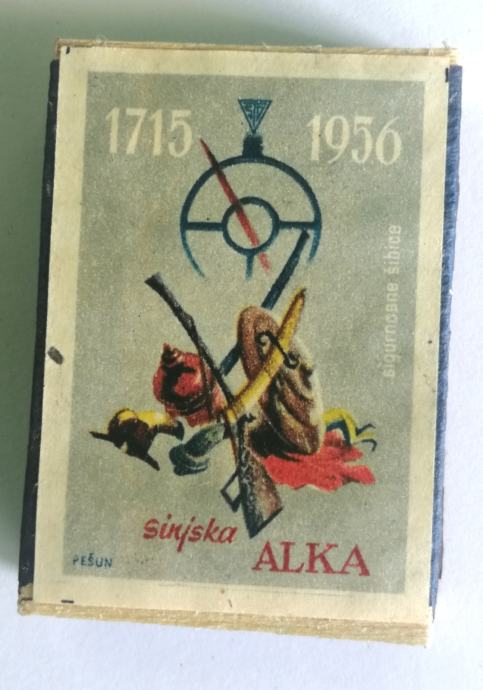 1715 1956
sigurnosne šibice
sinjska
ALKA
PEŠUN